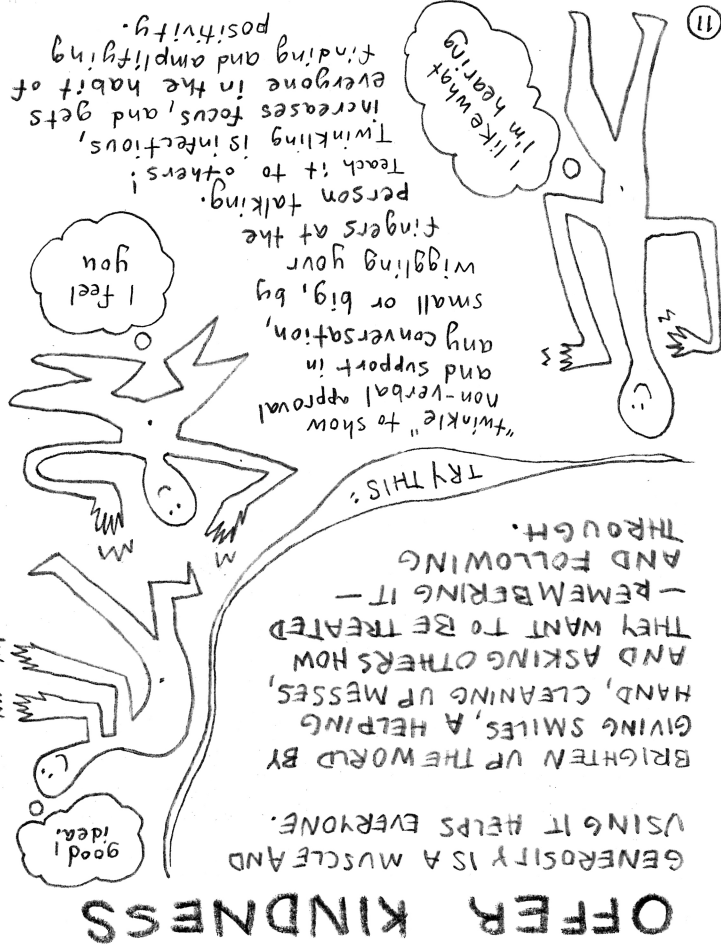 OFFER KINDNESS
GENEROSITY IS A MUSCLE AND
USING IT HELPS EVERYONE.
BRIGHTEN UP THE WORLD BY
GIVING SMILES, A HELPING
HAND, CLEANING UP MESSES,
AND ASKING OTHERS HOW
THEY WANT TO BE TREATED
—REMEMBERING IT—
AND FOLLOWING
THROUGH.
good
idea!
TRY THIS:
"twinkle" to show
non-verbal approval
and support in
any conversation,
small or big, by
wiggling your
fingers at the
person talking.
Teach it to others!
Twinkling is infectious,
increases focus, and gets
everyone in the habit of
finding and amplifying
positivity.
I feel
you
I like what
I'm hearing
11